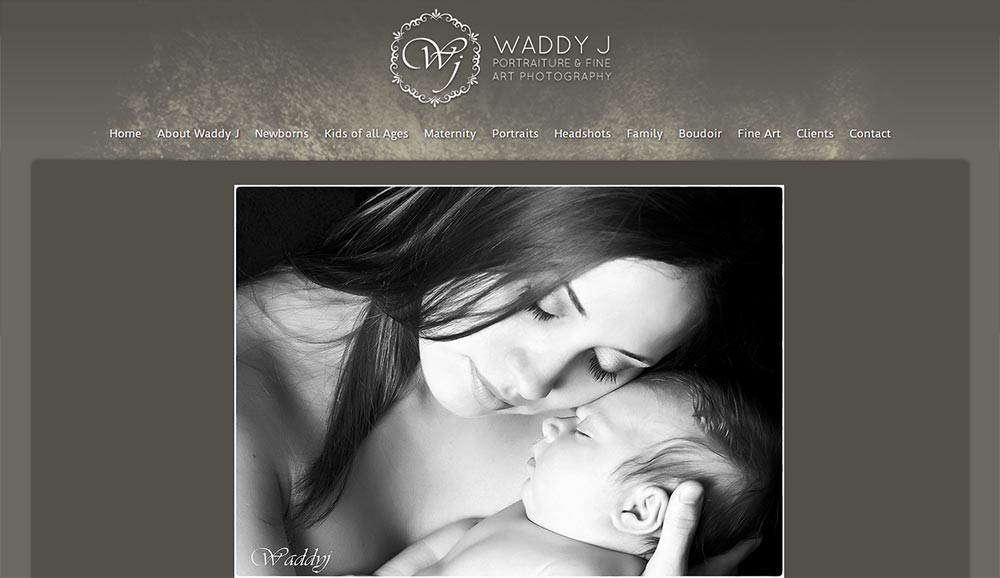 Wj
WADDY J
PORTRAITURE & FINE
ART PHOTOGRAPHY
Home About Waddy J Newborns Kids of all Ages Maternity Portraits Headshots Family Boudoir Fine Art Clients Contact
Waddyj